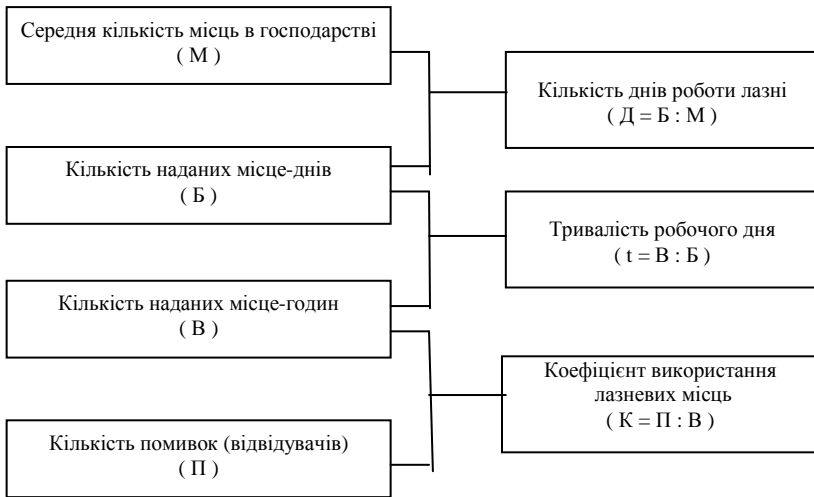 Середня кількість місць в господарстві
( М )
Кількість днів роботи лазні
( Д = Б : М )
Кількість наданих місце-днів
( Б )
Тривалість робочого дня
( t = В : Б )
Кількість наданих місце-годин
( В )
Коефіцієнт використання
лазневих місць
( К = П : В )
Кількість помивок (відвідувачів)
( П )